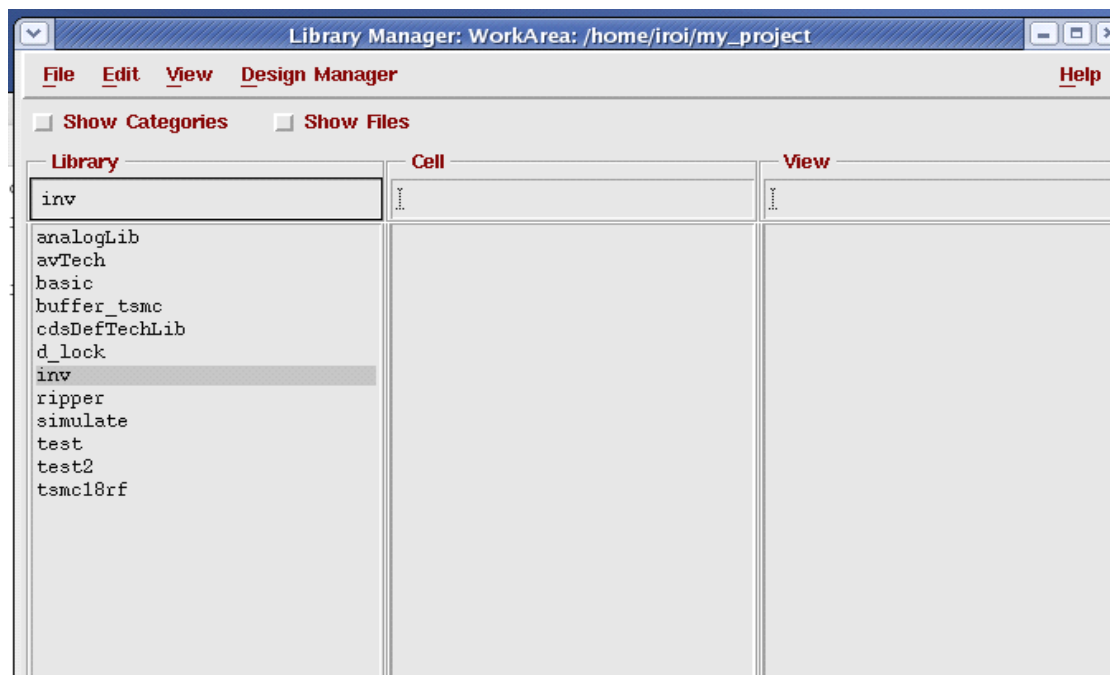 Library Manager: WorkArea: /home/iroi/my_project
File Edit View Design Manager Help
Show Categories Show Files
Library Cell View
inv
analogLib
avTech
basic
buffer_tsmc
cdsDefTechLib
d_lock
inv
ripper
simulate
test
test2
tsmc18rf